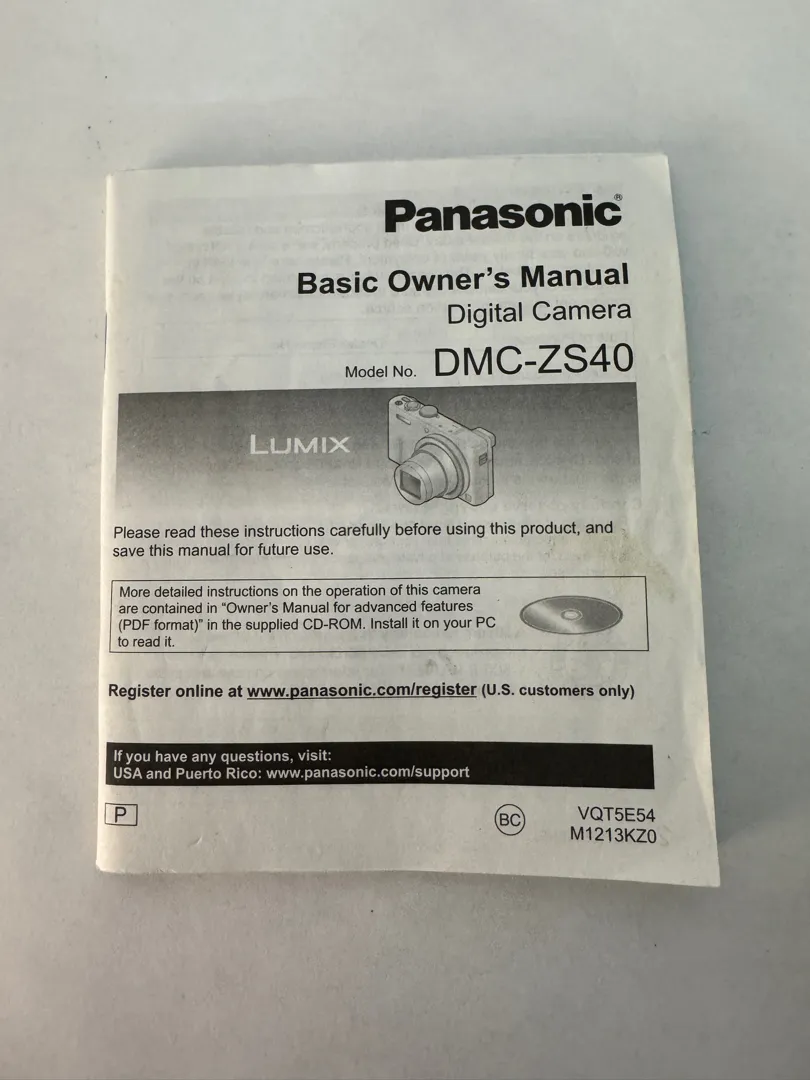 Panasonic®
Basic Owner's Manual
Digital Camera
Model No. DMC-ZS40
LUMIX
Please read these instructions carefully before using this product, and
save this manual for future use.
More detailed instructions on the operation of this camera
are contained in "Owner's Manual for advanced features
(PDF format)" in the supplied CD-ROM. Install it on your PC
to read it.
Register online at www.panasonic.com/register (U.S. customers only)
If you have any questions, visit:
USA and Puerto Rico: www.panasonic.com/support
P
BC
VQT5E54
M1213KZ0